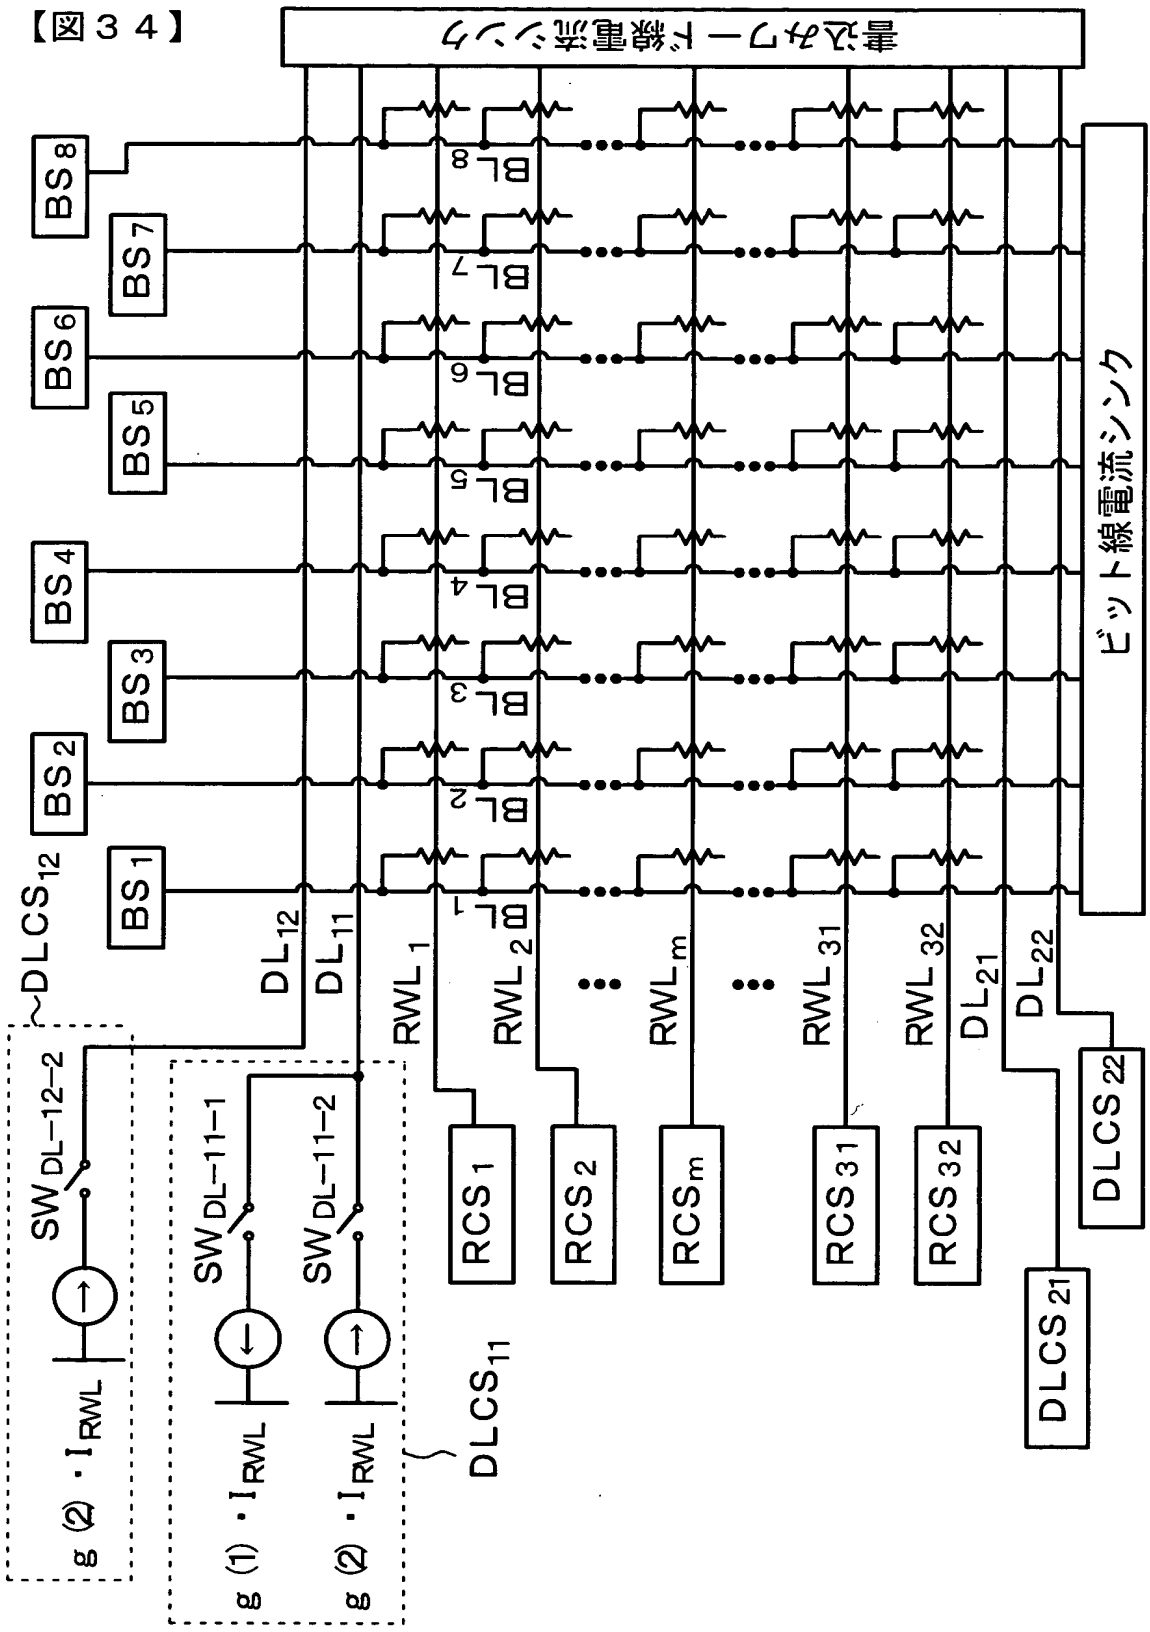 【図３４】
書込みワード線電流シンク
BS8
BS7
BS6
BS5
BS4
BS3
BS2
BS1
BL8
BL7
BL6
BL5
BL4
BL3
BL2
BL1
ビット線電流シンク
DLCS12
DL12
DL11
RWL1
RWL2
RWLm
RWL31
RWL32
DL21
DL22
SWDL-12-2
g(2)・IRWL
SWDL-11-1
g(1)・IRWL
SWDL-11-2
g(2)・IRWL
DLCS11
RCS1
RCS2
RCSm
RCS31
RCS32
DLCS21
DLCS22